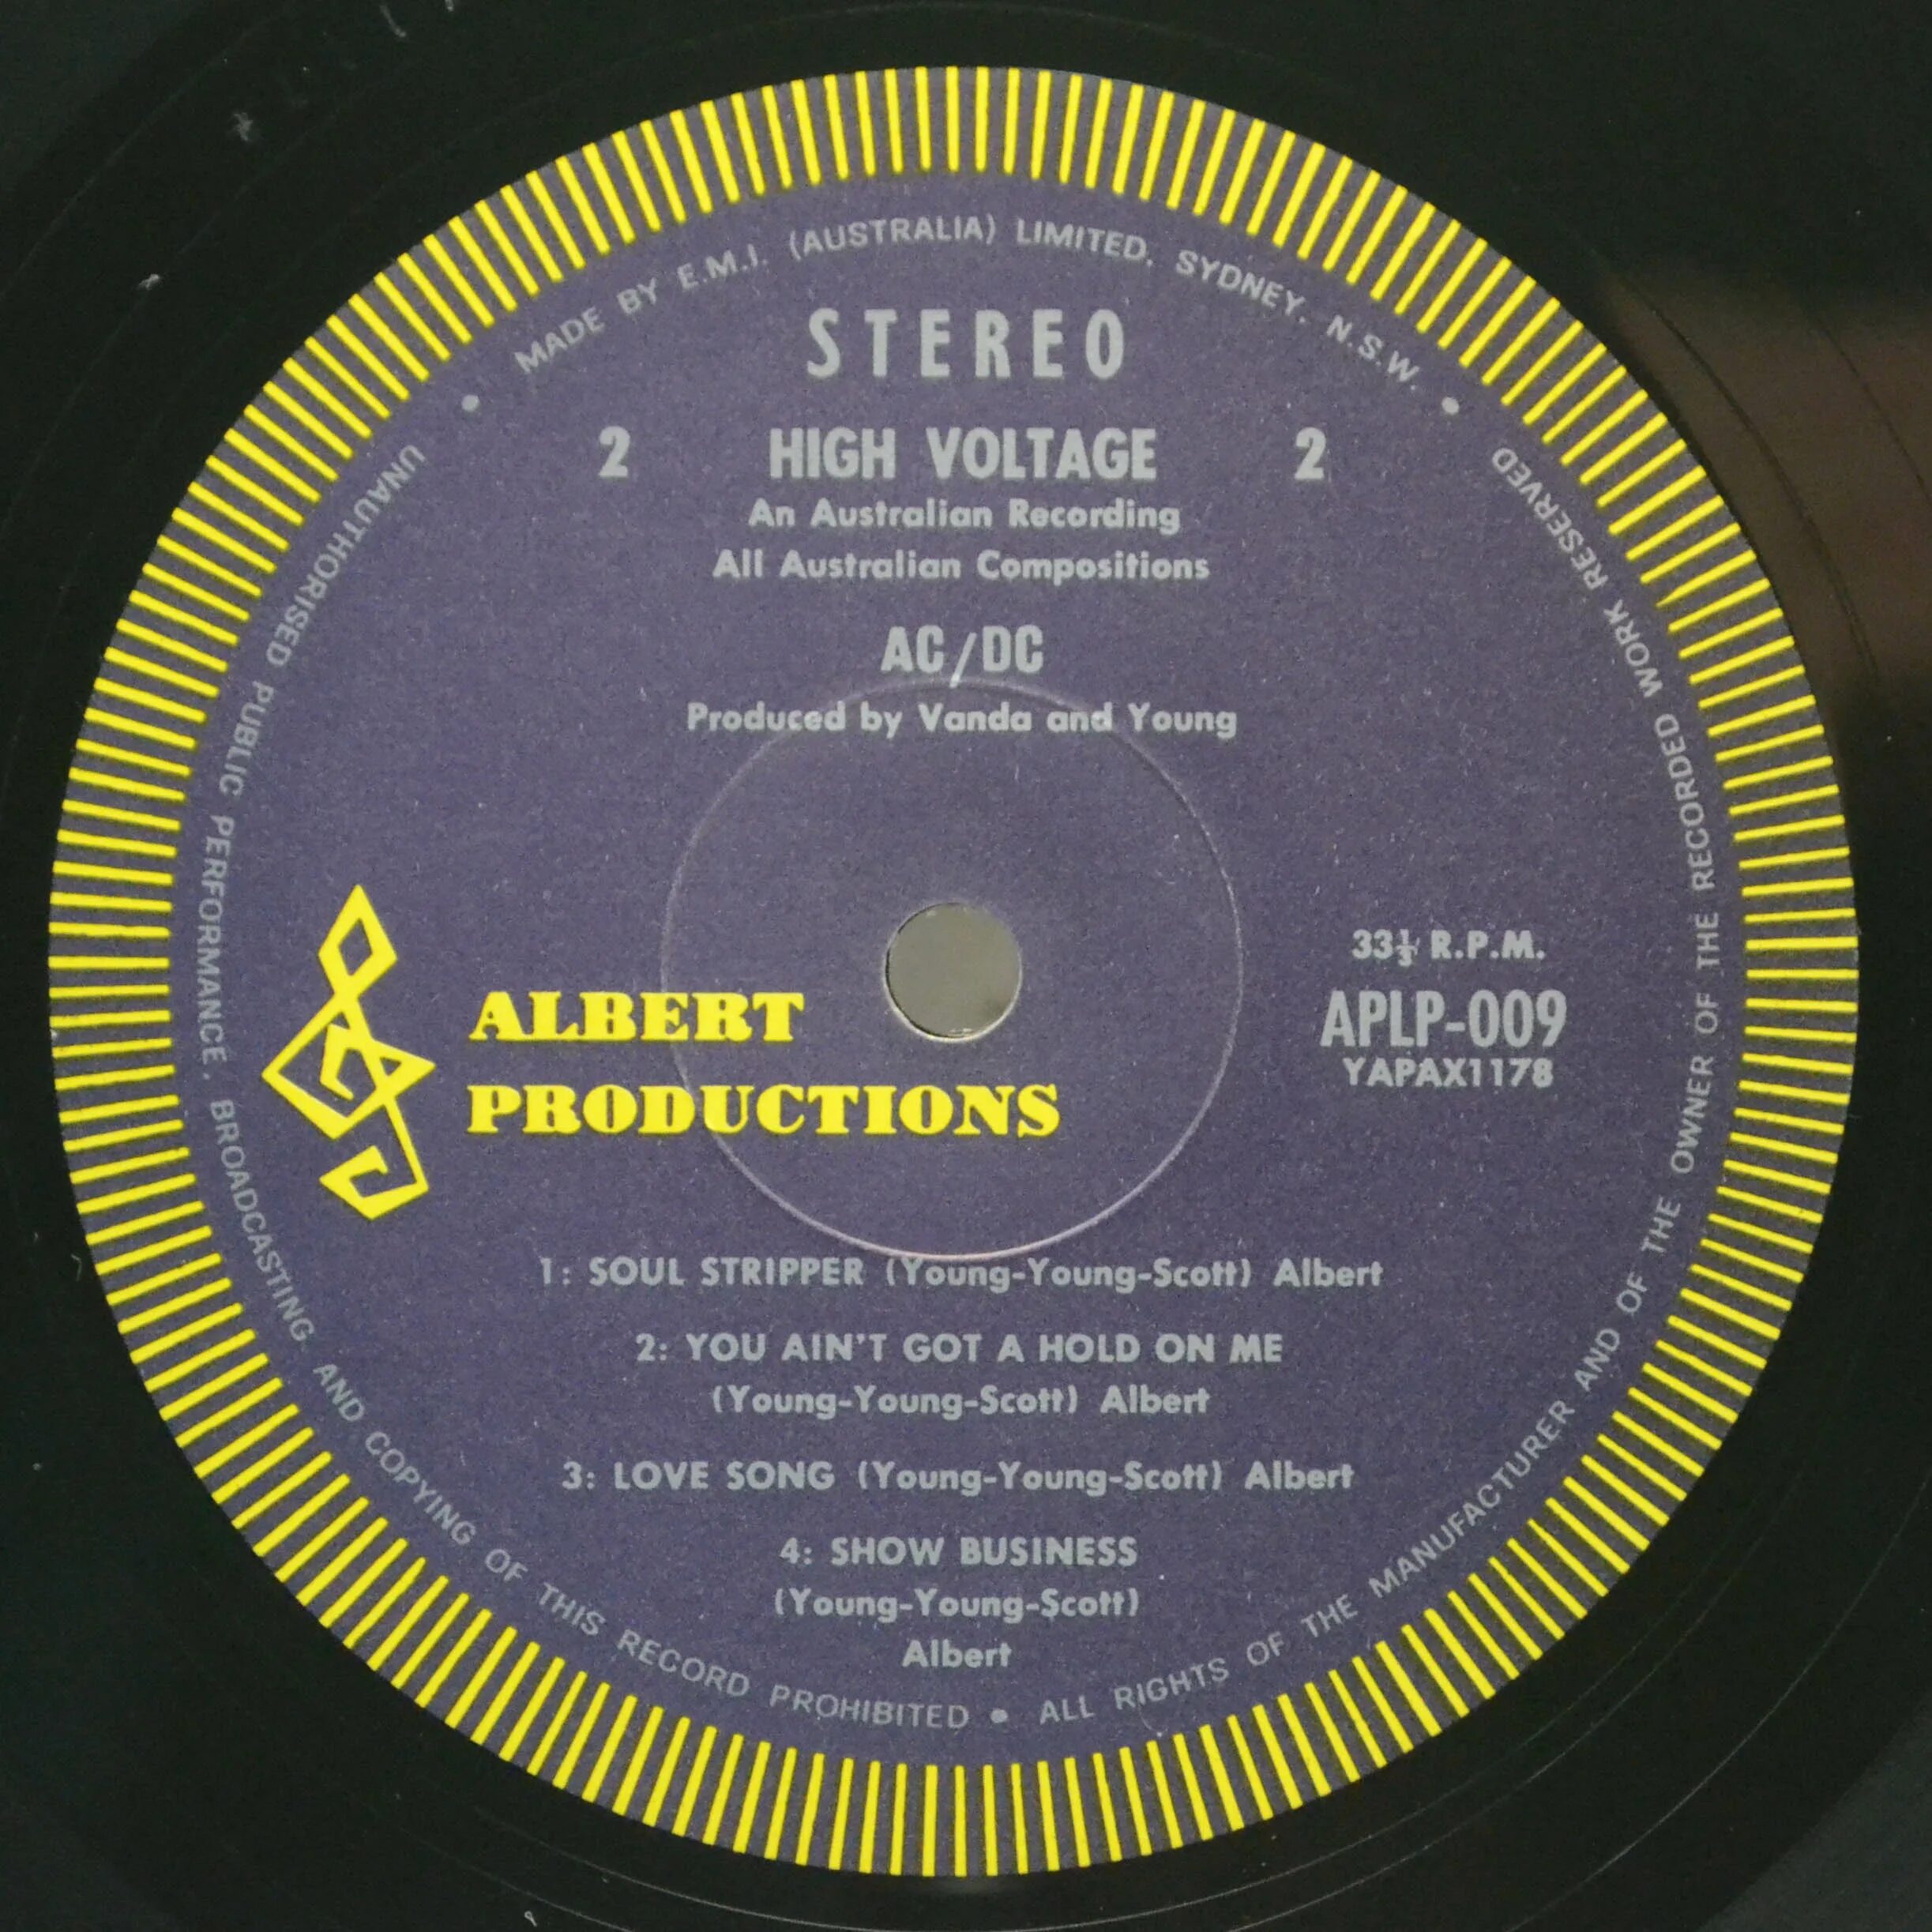 MADE BY E.M.I. (AUSTRALIA) LIMITED, SYDNEY, N.S.W. •
STEREO
2 HIGH VOLTAGE 2
An Australian Recording
All Australian Compositions
AC/DC
Produced by Vanda and Young
ALBERT
PRODUCTIONS
33⅓ R.P.M.
APLP-009
YAPAX1178
1: SOUL STRIPPER (Young-Young-Scott) Albert
2: YOU AIN'T GOT A HOLD ON ME
(Young-Young-Scott) Albert
3: LOVE SONG (Young-Young-Scott) Albert
4: SHOW BUSINESS
(Young-Young-Scott)
Albert
• UNAUTHORISED PUBLIC PERFORMANCE, BROADCASTING, AND COPYING OF THIS RECORD PROHIBITED • ALL RIGHTS OF THE MANUFACTURER AND OF THE OWNER OF THE RECORDED WORK RESERVED